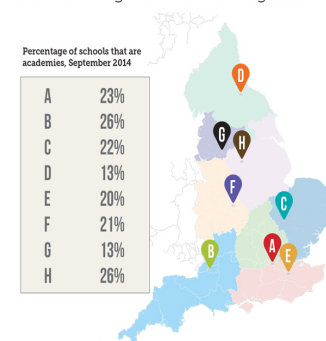 Percentage of schools that are
academies, September 2014
A 23%
B 26%
C 22%
D 13%
E 20%
F 21%
G 13%
H 26%
D
G
H
F
C
B
A
E